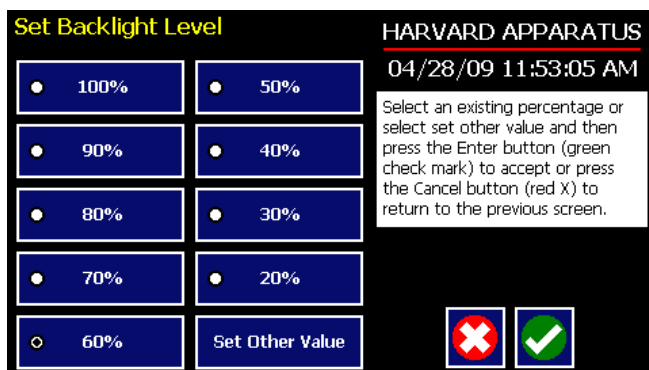 Set Backlight Level
100%
50%
90%
40%
80%
30%
70%
20%
60%
Set Other Value
HARVARD APPARATUS
04/28/09 11:53:05 AM
Select an existing percentage or
select set other value and then
press the Enter button (green
check mark) to accept or press
the Cancel button (red X) to
return to the previous screen.